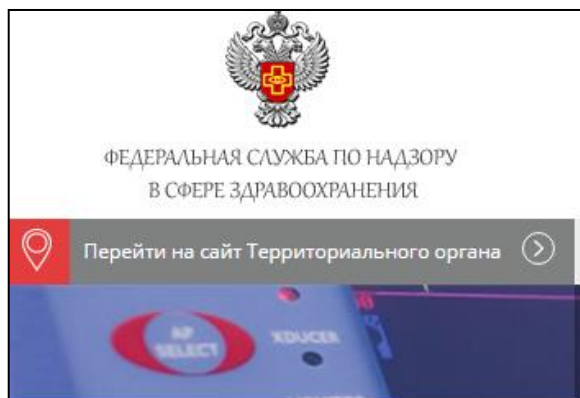 ФЕДЕРАЛЬНАЯ СЛУЖБА ПО НАДЗОРУ
В СФЕРЕ ЗДРАВООХРАНЕНИЯ
Перейти на сайт Территориального органа
AP
SELECT
XDUCER